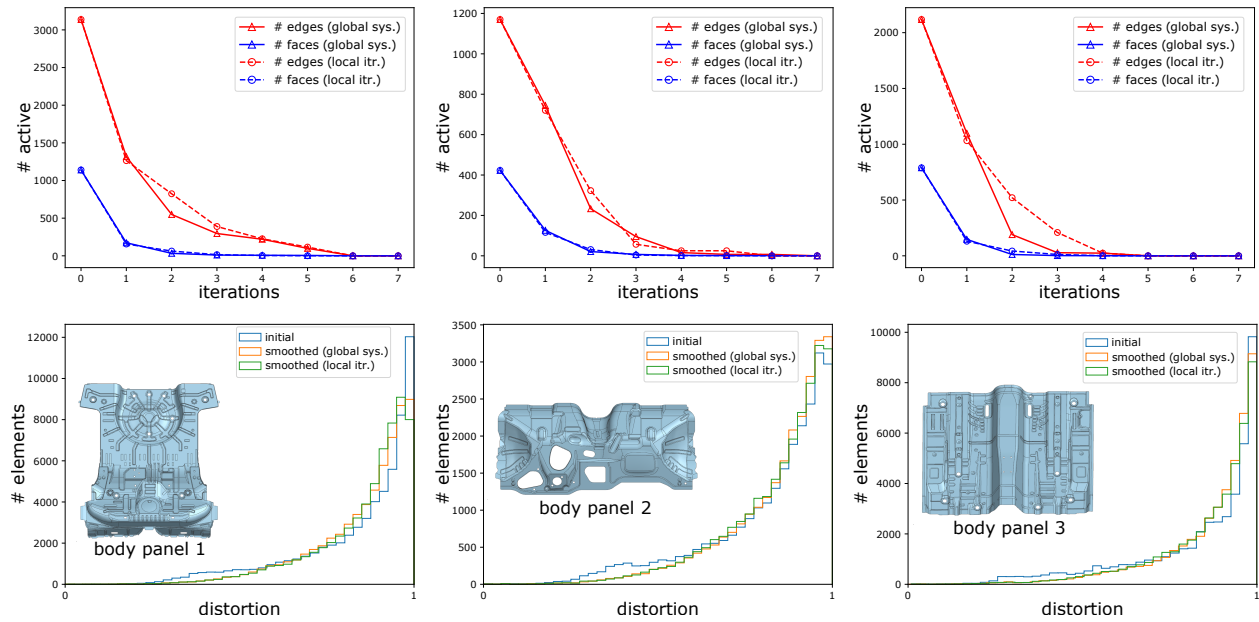 # edges (global sys.)
# faces (global sys.)
# edges (local itr.)
# faces (local itr.)
# active
3000
2500
2000
1500
1000
500
0
0 1 2 3 4 5 6 7
iterations
# edges (global sys.)
# faces (global sys.)
# edges (local itr.)
# faces (local itr.)
# active
1200
1000
800
600
400
200
0
0 1 2 3 4 5 6 7
iterations
# edges (global sys.)
# faces (global sys.)
# edges (local itr.)
# faces (local itr.)
# active
2000
1500
1000
500
0
0 1 2 3 4 5 6 7
iterations
initial
smoothed (global sys.)
smoothed (local itr.)
# elements
12000
10000
8000
6000
4000
2000
0
body panel 1
0 1
distortion
initial
smoothed (global sys.)
smoothed (local itr.)
# elements
3500
3000
2500
2000
1500
1000
500
0
body panel 2
0 1
distortion
initial
smoothed (global sys.)
smoothed (local itr.)
# elements
10000
8000
6000
4000
2000
0
body panel 3
0 1
distortion